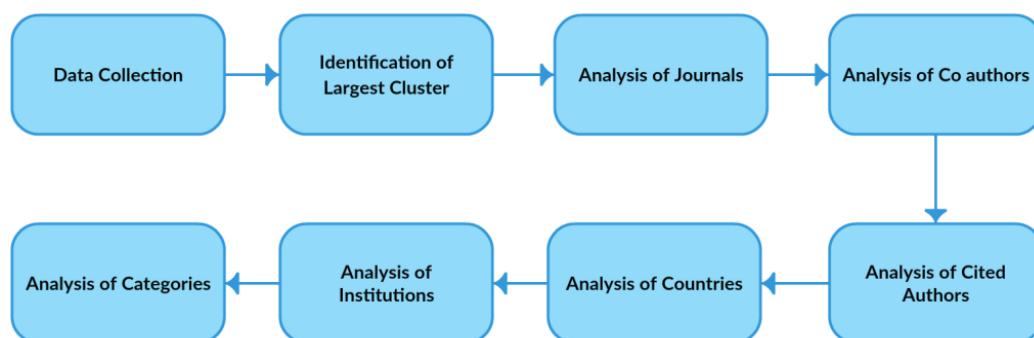 Data Collection
Identification of
Largest Cluster
Analysis of Journals
Analysis of Co authors
Analysis of Cited
Authors
Analysis of Countries
Analysis of
Institutions
Analysis of Categories